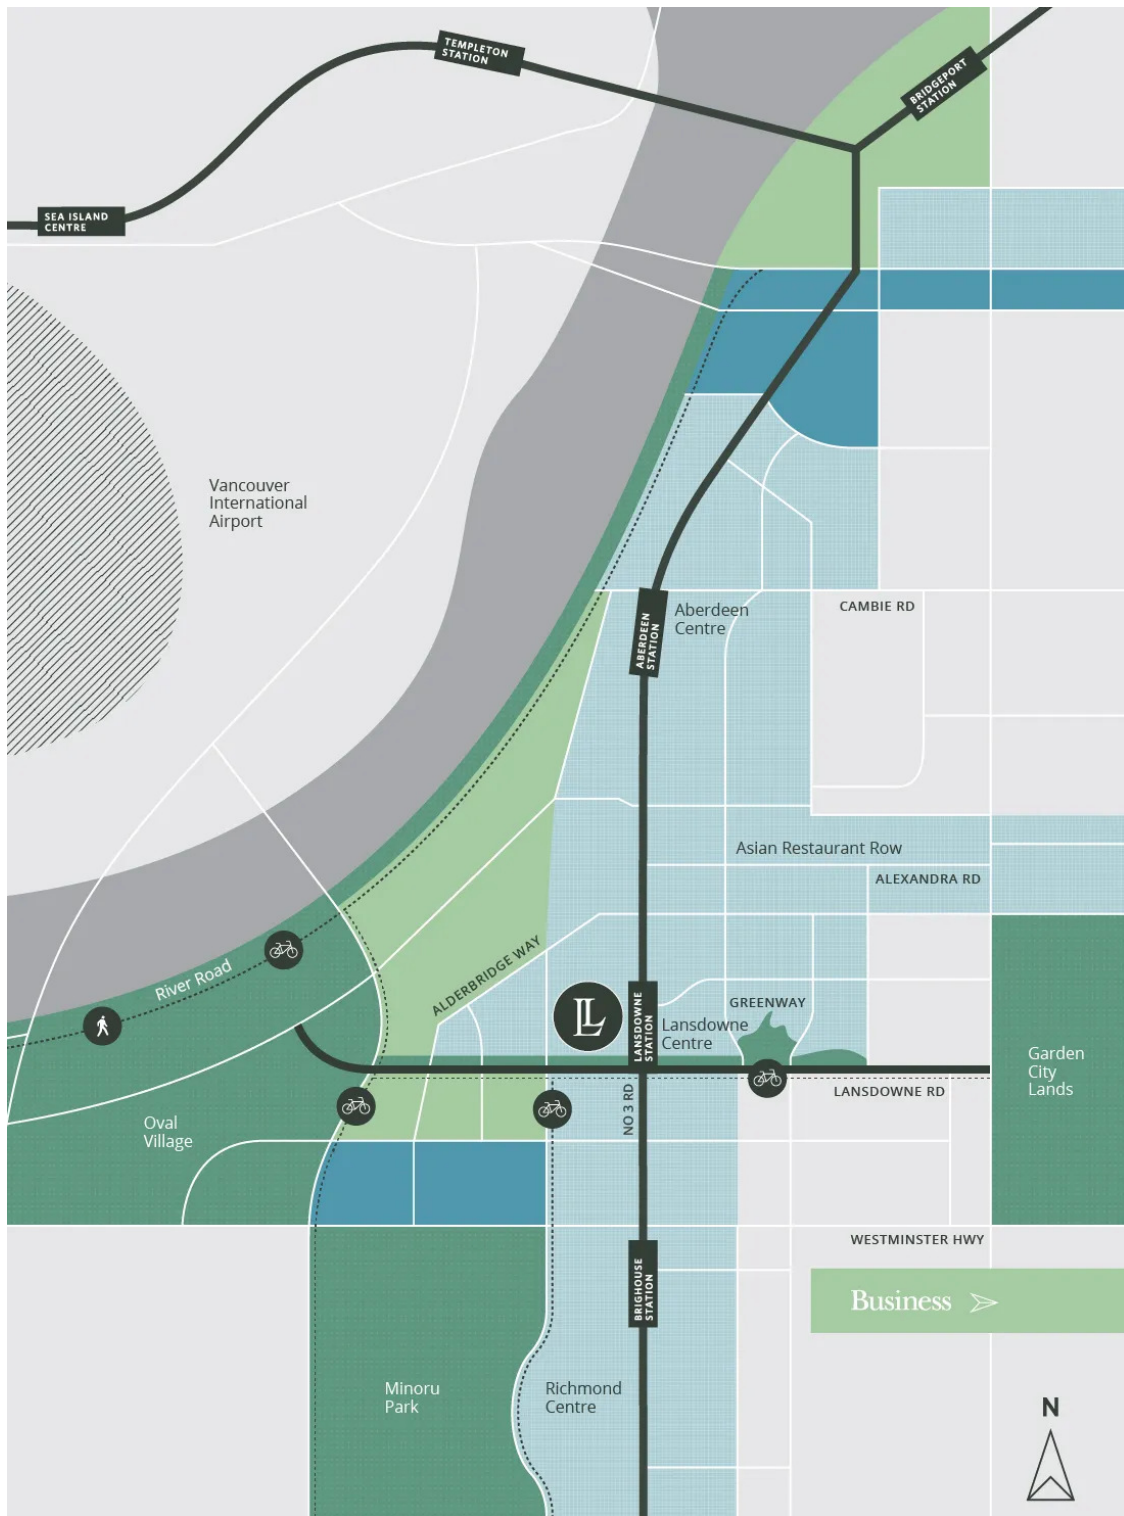 TEMPLETON
STATION
BRIDGEPORT
STATION
SEA ISLAND
CENTRE
Vancouver
International
Airport
ABERDEEN
STATION
Aberdeen
Centre
CAMBIE RD
Asian Restaurant Row
ALEXANDRA RD
ALDERBRIDGE WAY
River Road
LL
LANSDOWNE
STATION
Lansdowne
Centre
GREENWAY
Garden
City
Lands
LANSDOWNE RD
NO 3 RD
Oval
Village
WESTMINSTER HWY
BRIGHOUSE
STATION
Business
Minoru
Park
Richmond
Centre
N